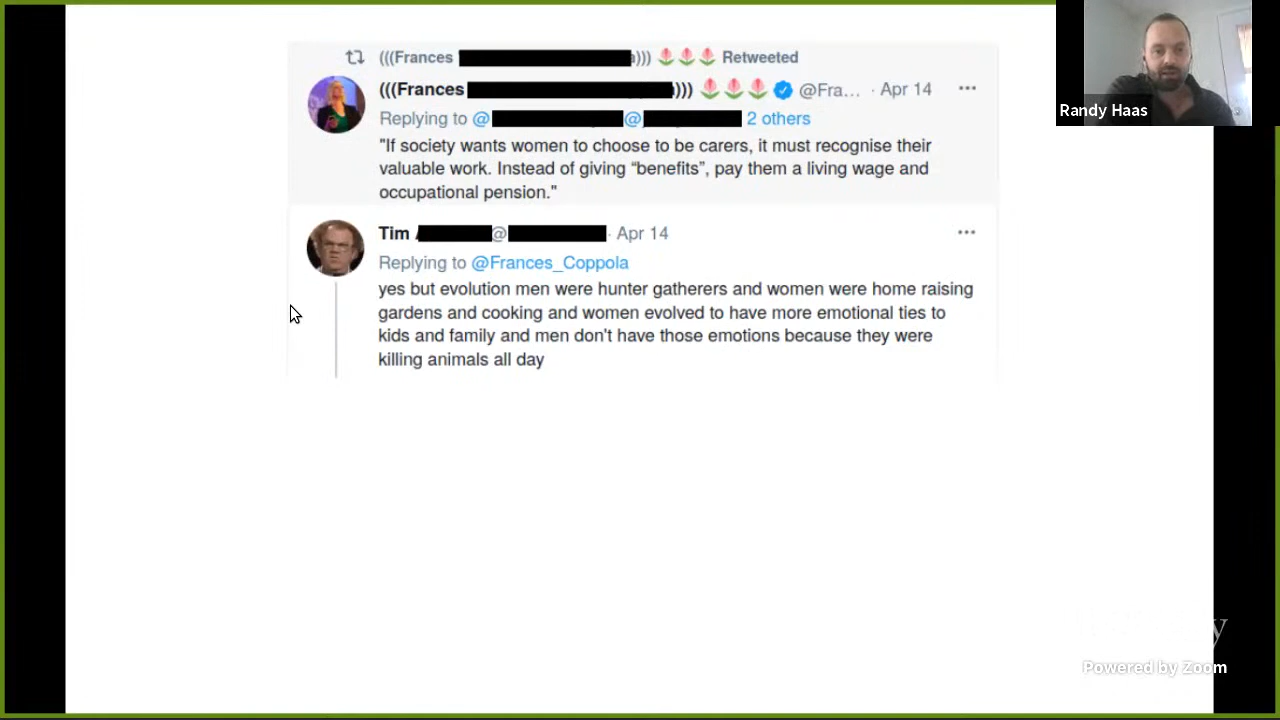 (((Frances ))) 🌷🌷🌷 Retweeted
(((Frances ))) 🌷🌷🌷 @Fra... · Apr 14 ...
Replying to @ @ 2 others
"If society wants women to choose to be carers, it must recognise their
valuable work. Instead of giving “benefits”, pay them a living wage and
occupational pension."
Tim @ · Apr 14 ...
Replying to @Frances_Coppola
yes but evolution men were hunter gatherers and women were home raising
gardens and cooking and women evolved to have more emotional ties to
kids and family and men don't have those emotions because they were
killing animals all day
Randy Haas
y
Powered by Zoom